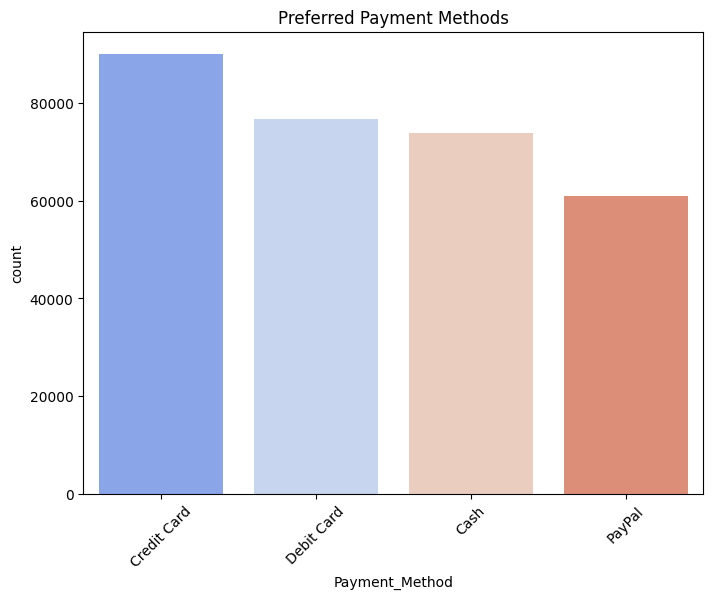 Preferred Payment Methods
count
80000
60000
40000
20000
0
Credit Card
Debit Card
Cash
PayPal
Payment_Method